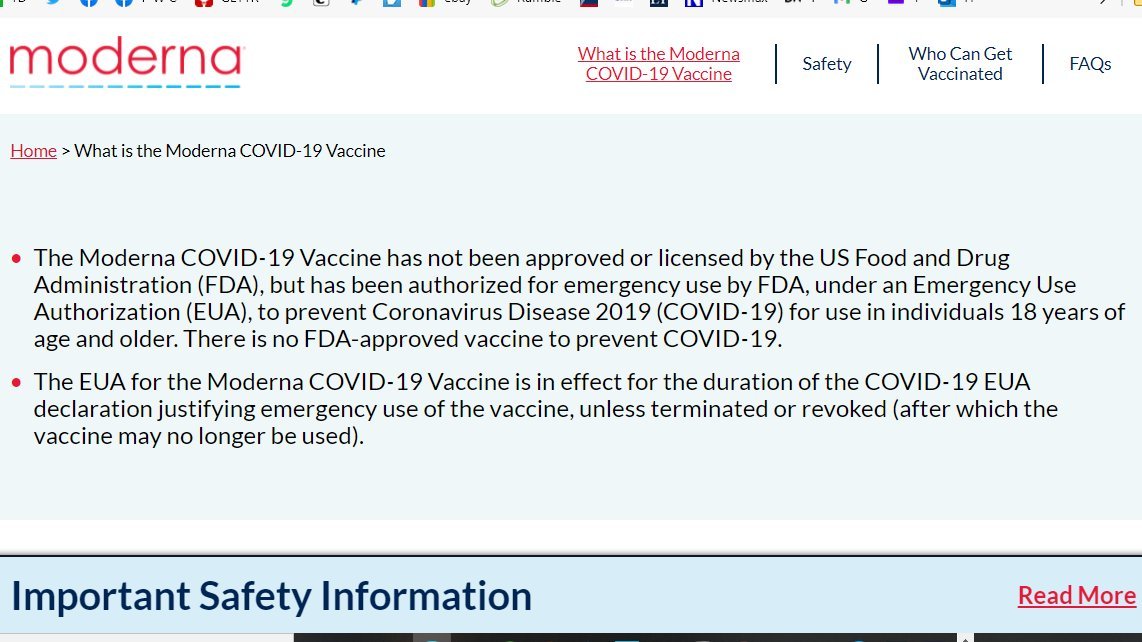 ebay
Rumble
Newsmax
moderna
What is the Moderna
COVID-19 Vaccine
Safety
Who Can Get
Vaccinated
FAQs
Home > What is the Moderna COVID-19 Vaccine
• The Moderna COVID-19 Vaccine has not been approved or licensed by the US Food and Drug
Administration (FDA), but has been authorized for emergency use by FDA, under an Emergency Use
Authorization (EUA), to prevent Coronavirus Disease 2019 (COVID-19) for use in individuals 18 years of
age and older. There is no FDA-approved vaccine to prevent COVID-19.
• The EUA for the Moderna COVID-19 Vaccine is in effect for the duration of the COVID-19 EUA
declaration justifying emergency use of the vaccine, unless terminated or revoked (after which the
vaccine may no longer be used).
Important Safety Information
Read More